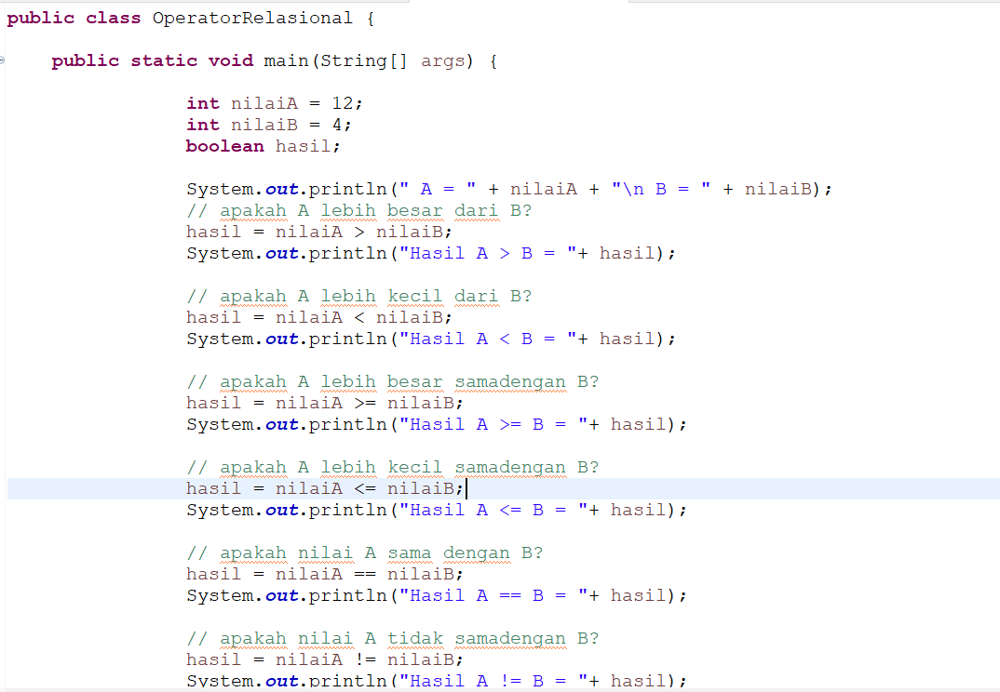 public class OperatorRelasional {
public static void main(String[] args) {
int nilaiA = 12;
int nilaiB = 4;
boolean hasil;
System.out.println(" A = " + nilaiA + "\n B = " + nilaiB);
// apakah A lebih besar dari B?
hasil = nilaiA > nilaiB;
System.out.println("Hasil A > B = "+ hasil);
// apakah A lebih kecil dari B?
hasil = nilaiA < nilaiB;
System.out.println("Hasil A < B = "+ hasil);
// apakah A lebih besar samadengan B?
hasil = nilaiA >= nilaiB;
System.out.println("Hasil A >= B = "+ hasil);
// apakah A lebih kecil samadengan B?
hasil = nilaiA <= nilaiB;
System.out.println("Hasil A <= B = "+ hasil);
// apakah nilai A sama dengan B?
hasil = nilaiA == nilaiB;
System.out.println("Hasil A == B = "+ hasil);
// apakah nilai A tidak samadengan B?
hasil = nilaiA != nilaiB;
System.out.println("Hasil A != B = "+ hasil);